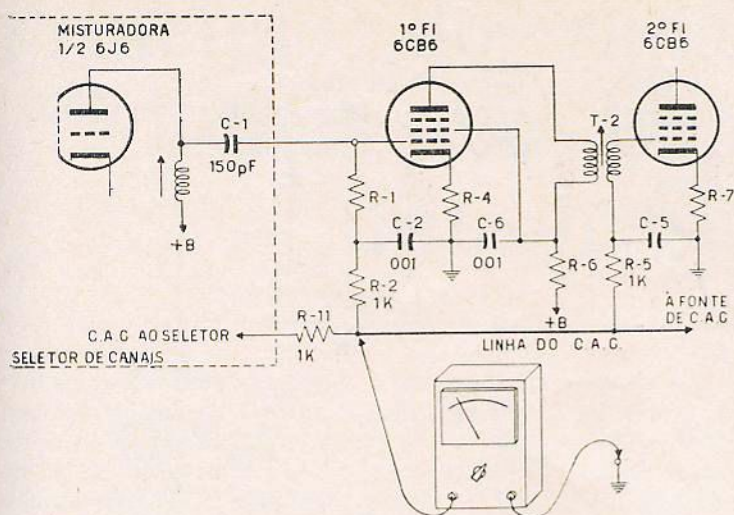 MISTURADORA
1/2 6J6
1º FI
6CB6
2º FI
6CB6
C-1
150pF
+B
T-2
R-1
R-4
R-7
C-2
001
C-6
001
C-5
R-2
1K
R-6
+B
R-5
1K
R-11
1K
C.A.G AO SELETOR
SELETOR DE CANAIS
LINHA DO C.A.G.
À FONTE
DE C.A.G